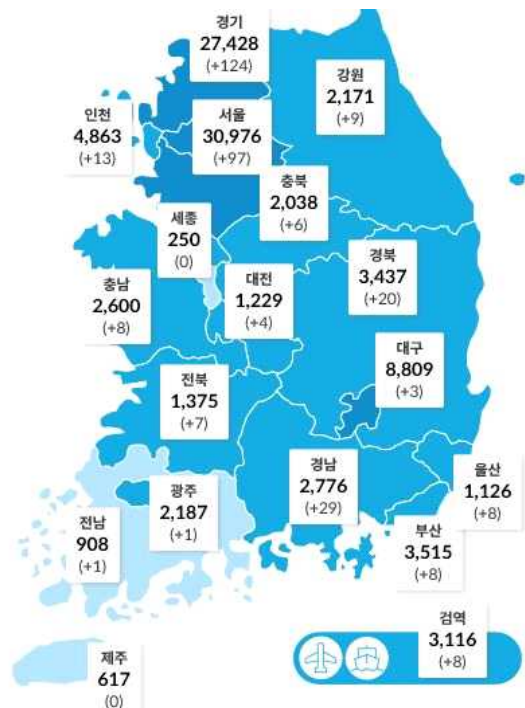 경기
27,428
(+124)
강원
2,171
(+9)
인천
4,863
(+13)
서울
30,976
(+97)
충북
2,038
(+6)
세종
250
(0)
경북
3,437
(+20)
충남
2,600
(+8)
대전
1,229
(+4)
대구
8,809
(+3)
전북
1,375
(+7)
경남
2,776
(+29)
울산
1,126
(+8)
광주
2,187
(+1)
전남
908
(+1)
부산
3,515
(+8)
검역
3,116
(+8)
제주
617
(0)